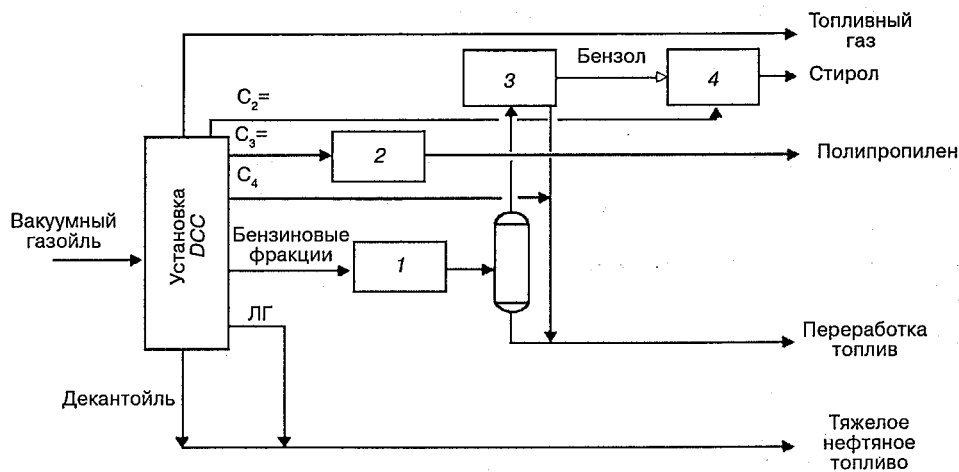 Топливный
газ
Бензол
3
4
Стирол
C₂=
C₃=
2
Полипропилен
C₄
Установка
DCC
Вакуумный
газойль
Бензиновые
фракции
1
ЛГ
Переработка
топлив
Декантойль
Тяжелое
нефтяное
топливо